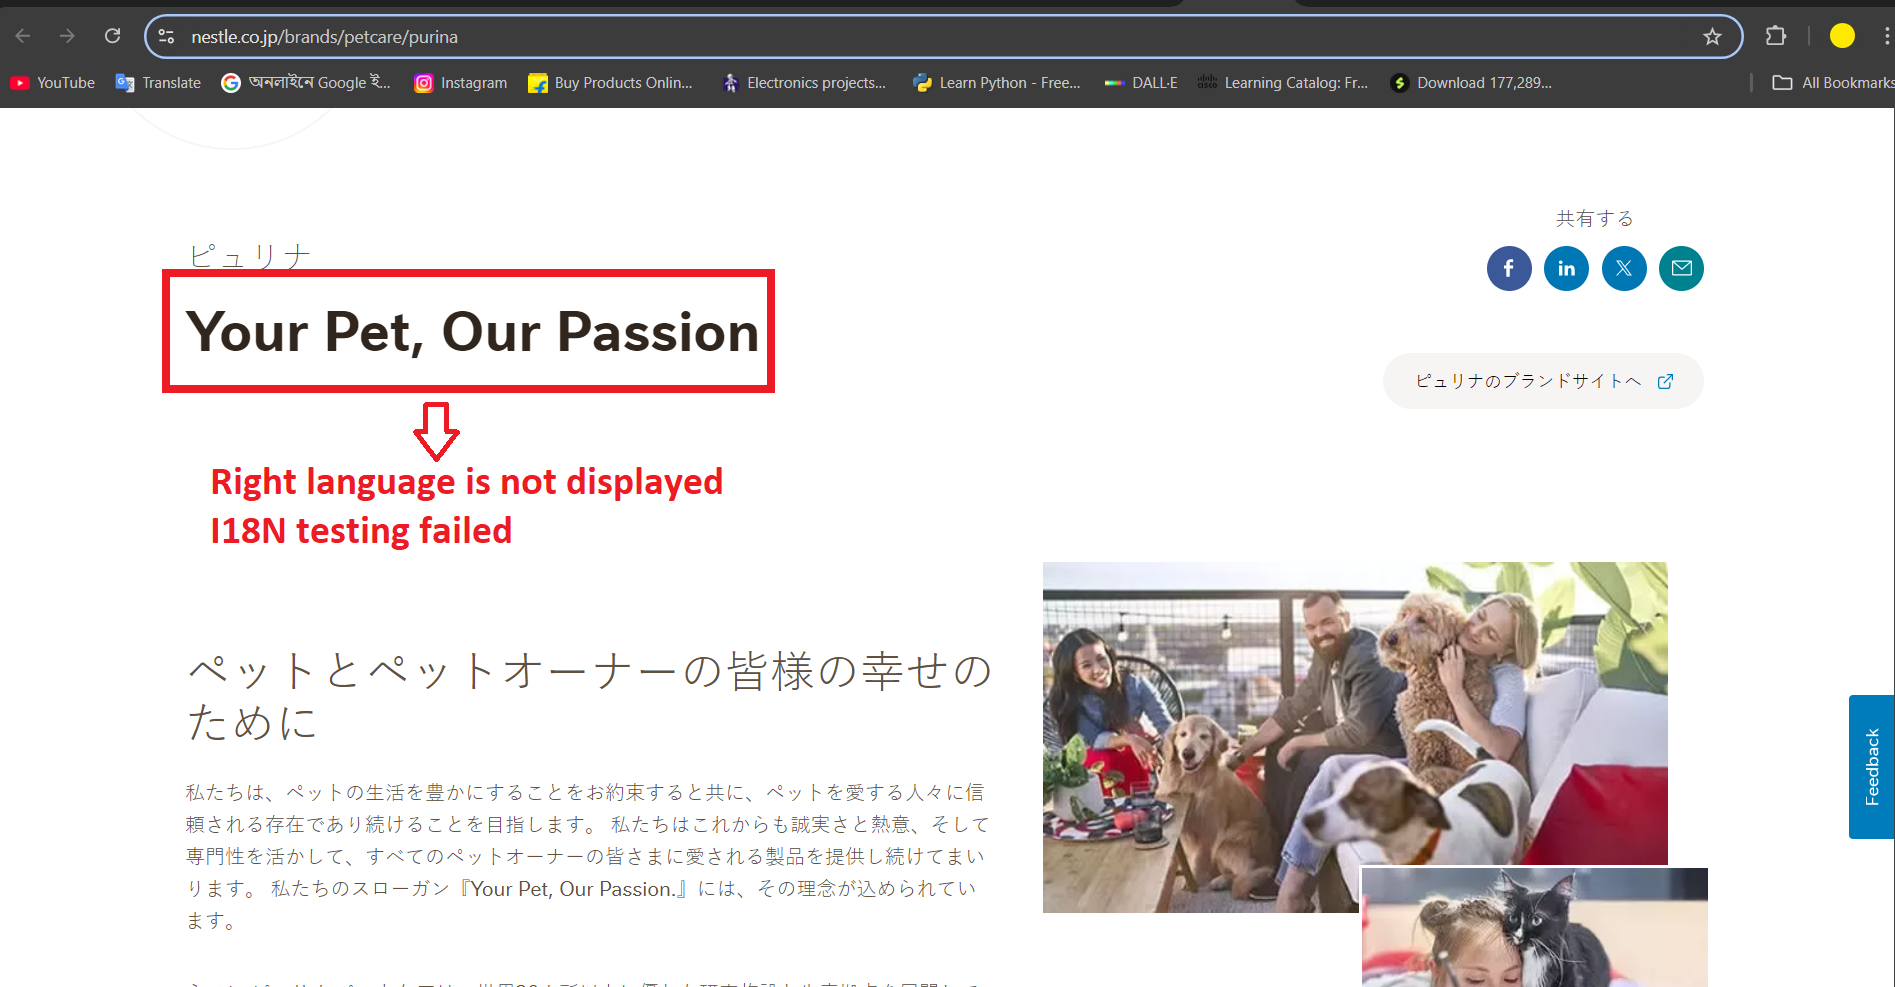 nestle.co.jp/brands/petcare/purina
YouTube
Translate
অনলাইনে Google ই...
Instagram
Buy Products Onlin...
Electronics projects...
Learn Python - Free...
DALL·E
Learning Catalog: Fr...
Download 177,289...
All Bookmarks
共有する
ピュリナ
Your Pet, Our Passion
ピュリナのブランドサイトへ
Right language is not displayed
I18N testing failed
ペットとペットオーナーの皆様の幸せの
ために
私たちは、ペットの生活を豊かにすることをお約束すると共に、ペットを愛する人々に信
頼される存在であり続けることを目指します。 私たちはこれからも誠実さと熱意、そして
専門性を活かして、すべてのペットオーナーの皆さまに愛される製品を提供し続けてまい
ります。 私たちのスローガン『Your Pet, Our Passion.』には、その理念が込められてい
ます。
Feedback